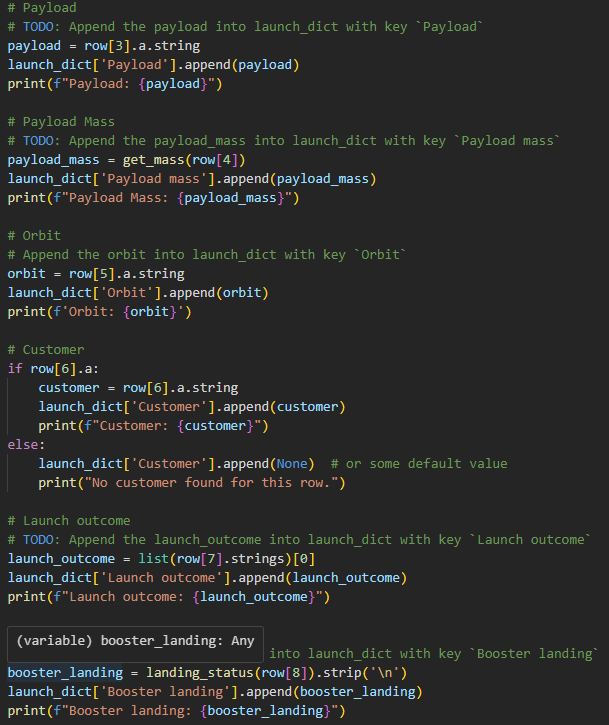 # Payload
# TODO: Append the payload into launch_dict with key `Payload`
payload = row[3].a.string
launch_dict['Payload'].append(payload)
print(f"Payload: {payload}")

# Payload Mass
# TODO: Append the payload_mass into launch_dict with key `Payload mass`
payload_mass = get_mass(row[4])
launch_dict['Payload mass'].append(payload_mass)
print(f"Payload Mass: {payload_mass}")

# Orbit
# Append the orbit into launch_dict with key `Orbit`
orbit = row[5].a.string
launch_dict['Orbit'].append(orbit)
print(f'Orbit: {orbit}')

# Customer
if row[6].a:
    customer = row[6].a.string
    launch_dict['Customer'].append(customer)
    print(f"Customer: {customer}")
else:
    launch_dict['Customer'].append(None)  # or some default value
    print("No customer found for this row.")

# Launch outcome
# TODO: Append the launch_outcome into launch_dict with key `Launch outcome`
launch_outcome = list(row[7].strings)[0]
launch_dict['Launch outcome'].append(launch_outcome)
print(f"Launch outcome: {launch_outcome}")

(variable) booster_landing: Any
into launch_dict with key `Booster landing`
booster_landing = landing_status(row[8]).strip('\n')
launch_dict['Booster landing'].append(booster_landing)
print(f"Booster landing: {booster_landing}")